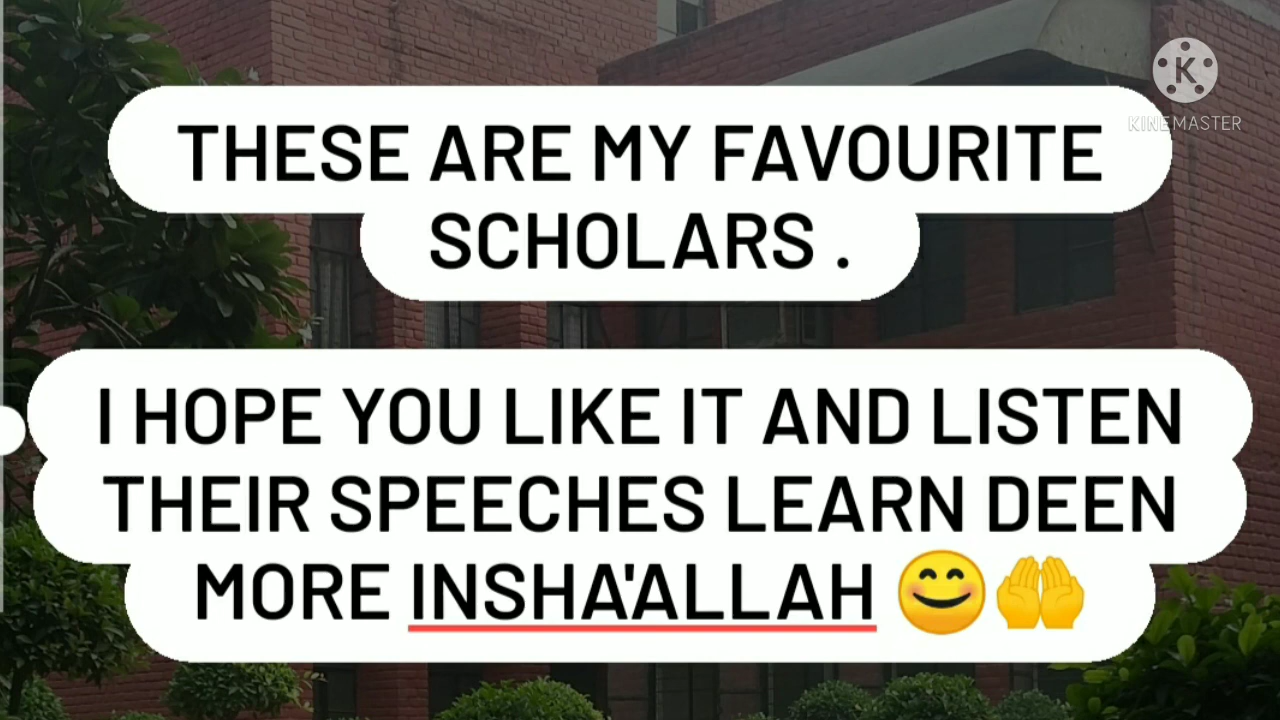 K
KINEMASTER
THESE ARE MY FAVOURITE
SCHOLARS .
I HOPE YOU LIKE IT AND LISTEN
THEIR SPEECHES LEARN DEEN
MORE INSHA'ALLAH 😊🤲